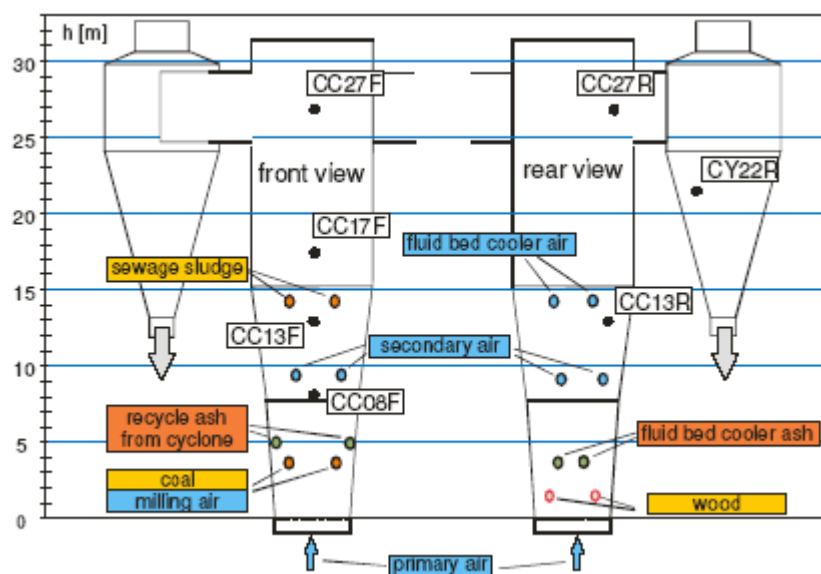 h [m]
30
25
20
15
10
5
0
CC27F
CC27R
front view
rear view
CY22R
CC17F
fluid bed cooler air
sewage sludge
CC13R
CC13F
secondary air
CC08F
recycle ash
from cyclone
fluid bed cooler ash
coal
milling air
wood
primary air